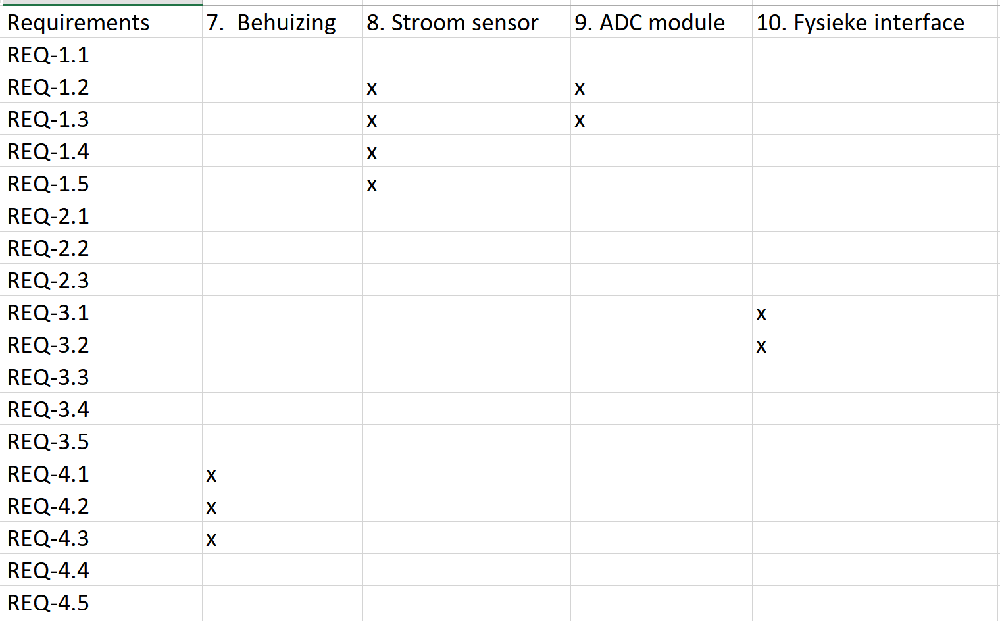 Requirements 7. Behuizing 8. Stroom sensor 9. ADC module 10. Fysieke interface
REQ-1.1
REQ-1.2 x x
REQ-1.3 x x
REQ-1.4 x
REQ-1.5 x
REQ-2.1
REQ-2.2
REQ-2.3
REQ-3.1 x
REQ-3.2 x
REQ-3.3
REQ-3.4
REQ-3.5
REQ-4.1 x
REQ-4.2 x
REQ-4.3 x
REQ-4.4
REQ-4.5